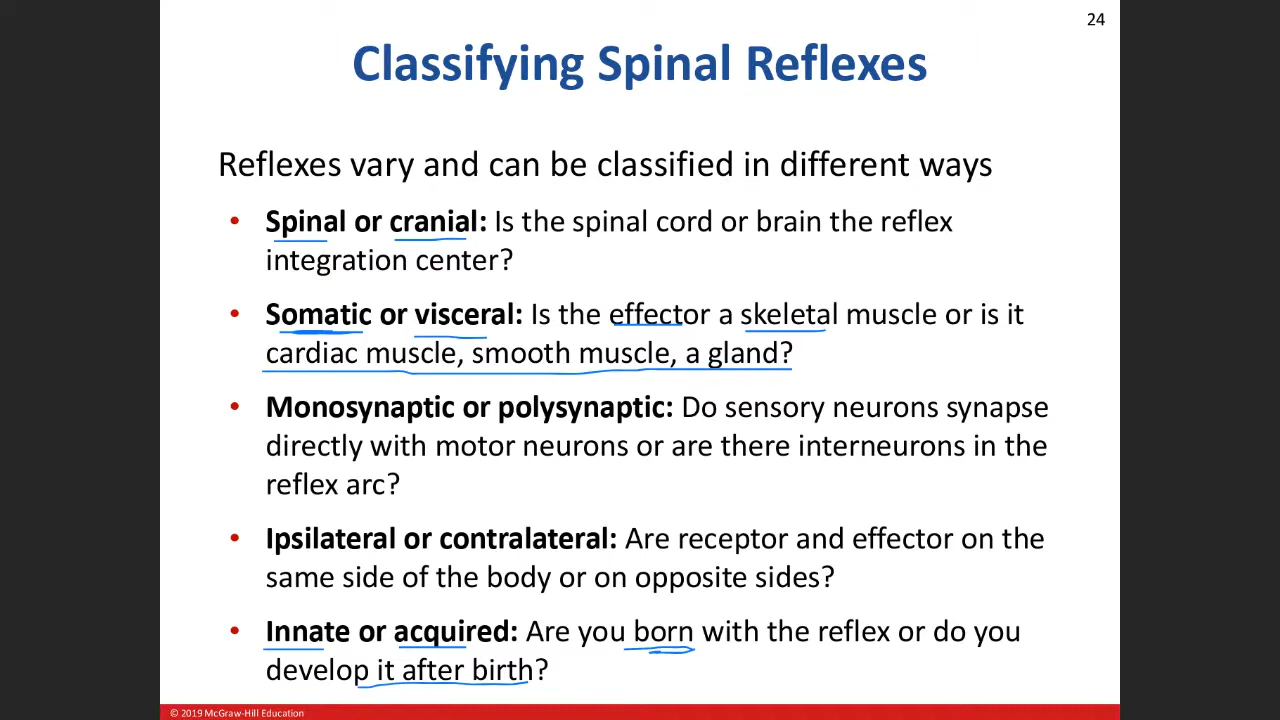 24
Classifying Spinal Reflexes
Reflexes vary and can be classified in different ways
• Spinal or cranial: Is the spinal cord or brain the reflex
integration center?
• Somatic or visceral: Is the effector a skeletal muscle or is it
cardiac muscle, smooth muscle, a gland?
• Monosynaptic or polysynaptic: Do sensory neurons synapse
directly with motor neurons or are there interneurons in the
reflex arc?
• Ipsilateral or contralateral: Are receptor and effector on the
same side of the body or on opposite sides?
• Innate or acquired: Are you born with the reflex or do you
develop it after birth?
© 2019 McGraw-Hill Education